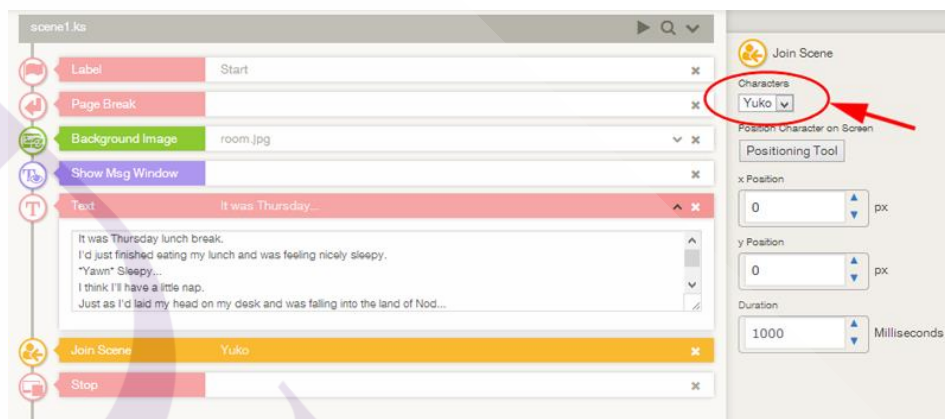 scene1.ks
Label Start
Page Break
Background Image room.jpg
Show Msg Window
T Text It was Thursday...
It was Thursday lunch break.
I'd just finished eating my lunch and was feeling nicely sleepy.
*Yawn* Sleepy...
I think I'll have a little nap.
Just as I'd laid my head on my desk and was falling into the land of Nod...
Join Scene Yuko
Stop
Join Scene
Characters
Yuko
Position Character on Screen
Positioning Tool
x Position
0 px
y Position
0 px
Duration
1000 Milliseconds